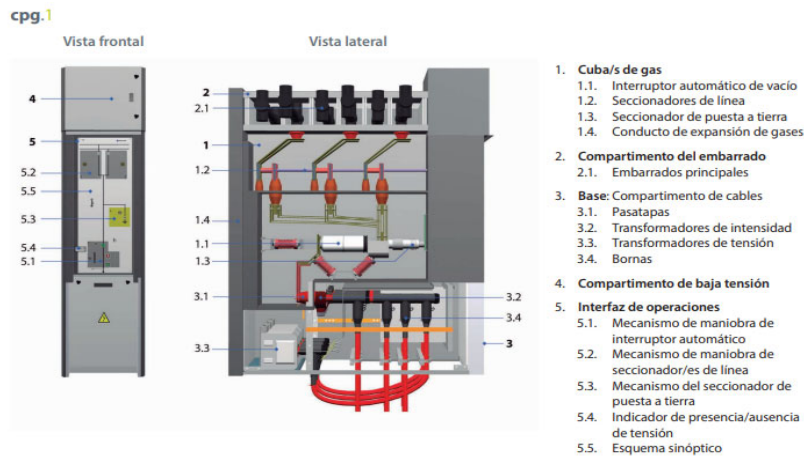 cpg.1
Vista frontal
Vista lateral
4
5
5.2
5.5
5.3
5.4
5.1
2
2.1
1
1.2
1.4
1.1
1.3
3.1
3.3
3.2
3.4
3
1. Cuba/s de gas
1.1. Interruptor automático de vacío
1.2. Seccionadores de línea
1.3. Seccionador de puesta a tierra
1.4. Conducto de expansión de gases
2. Compartimento del embarrado
2.1. Embarrados principales
3. Base: Compartimento de cables
3.1. Pasatapas
3.2. Transformadores de intensidad
3.3. Transformadores de tensión
3.4. Bornas
4. Compartimento de baja tensión
5. Interfaz de operaciones
5.1. Mecanismo de maniobra de
interruptor automático
5.2. Mecanismo de maniobra de
seccionador/es de línea
5.3. Mecanismo del seccionador de
puesta a tierra
5.4. Indicador de presencia/ausencia
de tensión
5.5. Esquema sinóptico